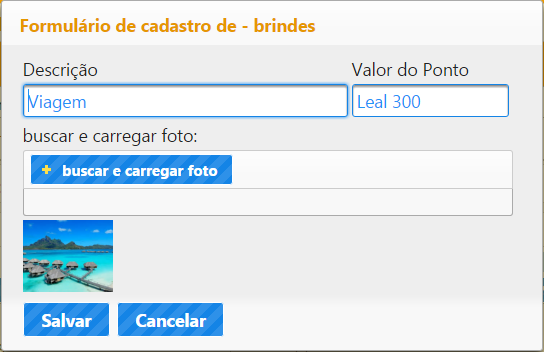 Formulário de cadastro de - brindes
Descrição Valor do Ponto
Viagem Leal 300
buscar e carregar foto:
+ buscar e carregar foto
Salvar Cancelar